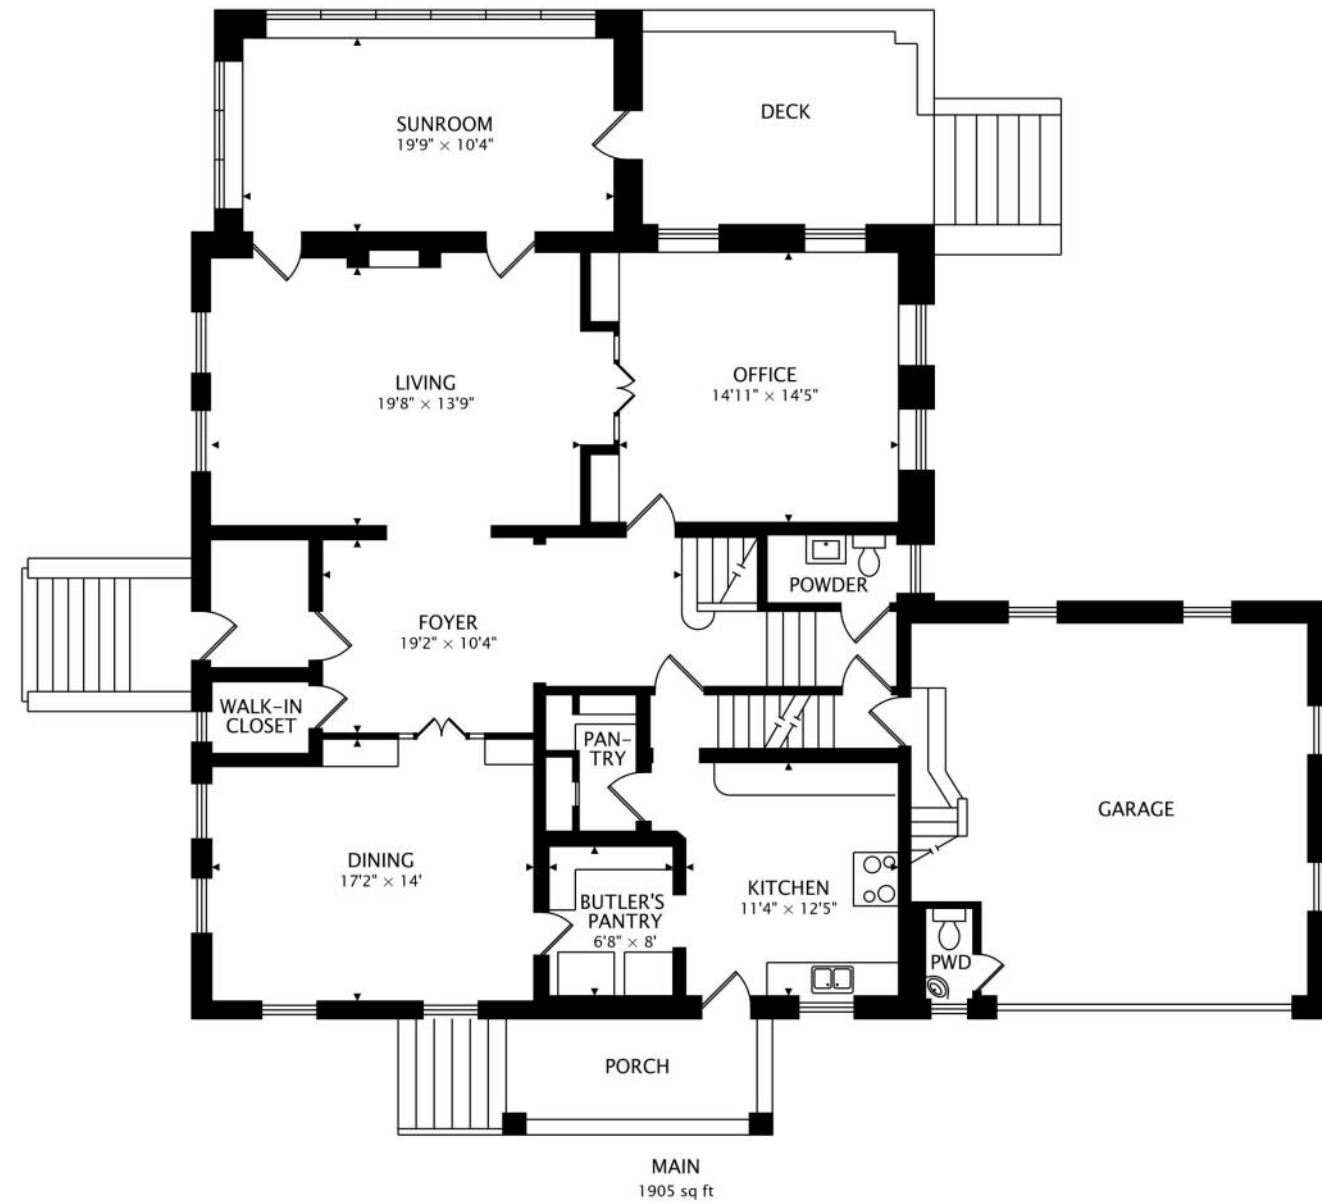 SUNROOM
19'9" × 10'4"
DECK
LIVING
19'8" × 13'9"
OFFICE
14'11" × 14'5"
POWDER
FOYER
19'2" × 10'4"
WALK-IN
CLOSET
PAN-
TRY
GARAGE
DINING
17'2" × 14'
BUTLER'S
PANTRY
6'8" × 8'
KITCHEN
11'4" × 12'5"
PWD
PORCH
MAIN
1905 sq ft